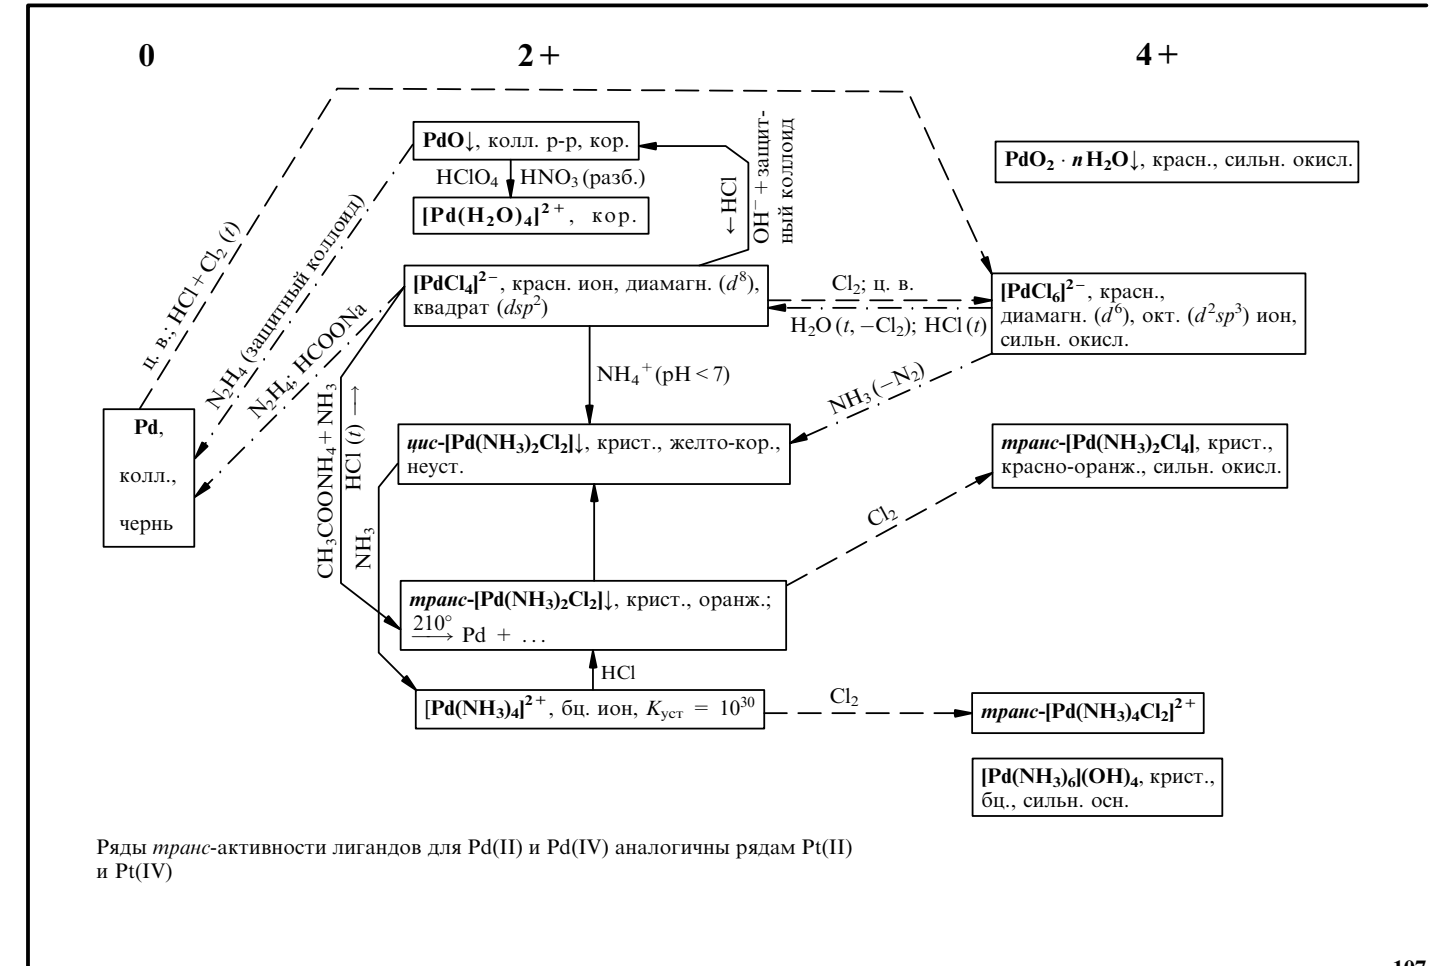 0 2+ 4+
PdO↓, колл. р-р, кор.
HClO₄ HNO₃ (разб.)
[Pd(H₂O)₄]²⁺, кор.
← HCl
OH⁻ + защит-
ный коллоид
PdO₂ · nH₂O↓, красн., сильн. окисл.
ц. в.; HCl + Cl₂ (t)
N₂H₄ (защитный коллоид)
N₂H₄; HCOONa
[PdCl₄]²⁻, красн. ион, диамагн. (d⁸),
квадрат (dsp²)
Cl₂; ц. в.
H₂O (t, −Cl₂); HCl (t)
[PdCl₆]²⁻, красн.,
диамагн. (d⁶), окт. (d²sp³) ион,
сильн. окисл.
NH₄⁺ (pH < 7)
NH₃ (−N₂)
Pd,
колл.,
чернь
CH₃COONH₄ + NH₃
HCl (t) ⟶
NH₃
цис-[Pd(NH₃)₂Cl₂]↓, крист., желто-кор.,
неуст.
транс-[Pd(NH₃)₂Cl₄], крист.,
красно-оранж., сильн. окисл.
Cl₂
транс-[Pd(NH₃)₂Cl₂]↓, крист., оранж.;
210° ⟶ Pd + ...
HCl
[Pd(NH₃)₄]²⁺, бц. ион, Kуст = 10³⁰
Cl₂
транс-[Pd(NH₃)₄Cl₂]²⁺
[Pd(NH₃)₆](OH)₄, крист.,
бц., сильн. осн.
Ряды транс-активности лигандов для Pd(II) и Pd(IV) аналогичны рядам Pt(II)
и Pt(IV)